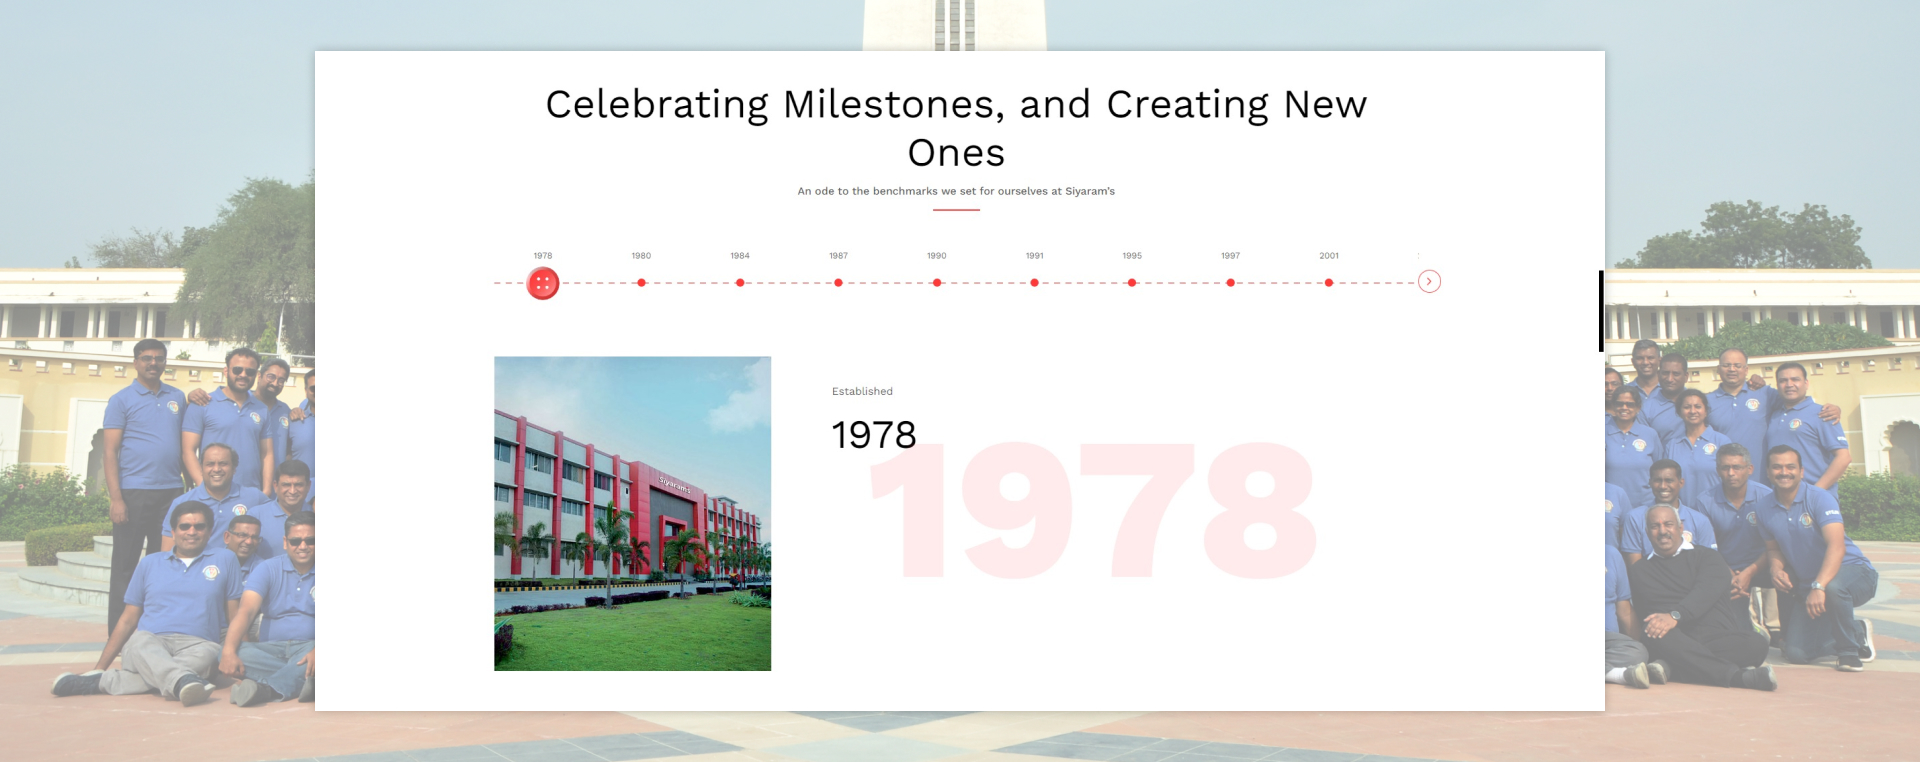 Celebrating Milestones, and Creating New
Ones
An ode to the benchmarks we set for ourselves at Siyaram's
1978 1980 1984 1987 1990 1991 1995 1997 2001
Siyaram's
Established
1978
1978